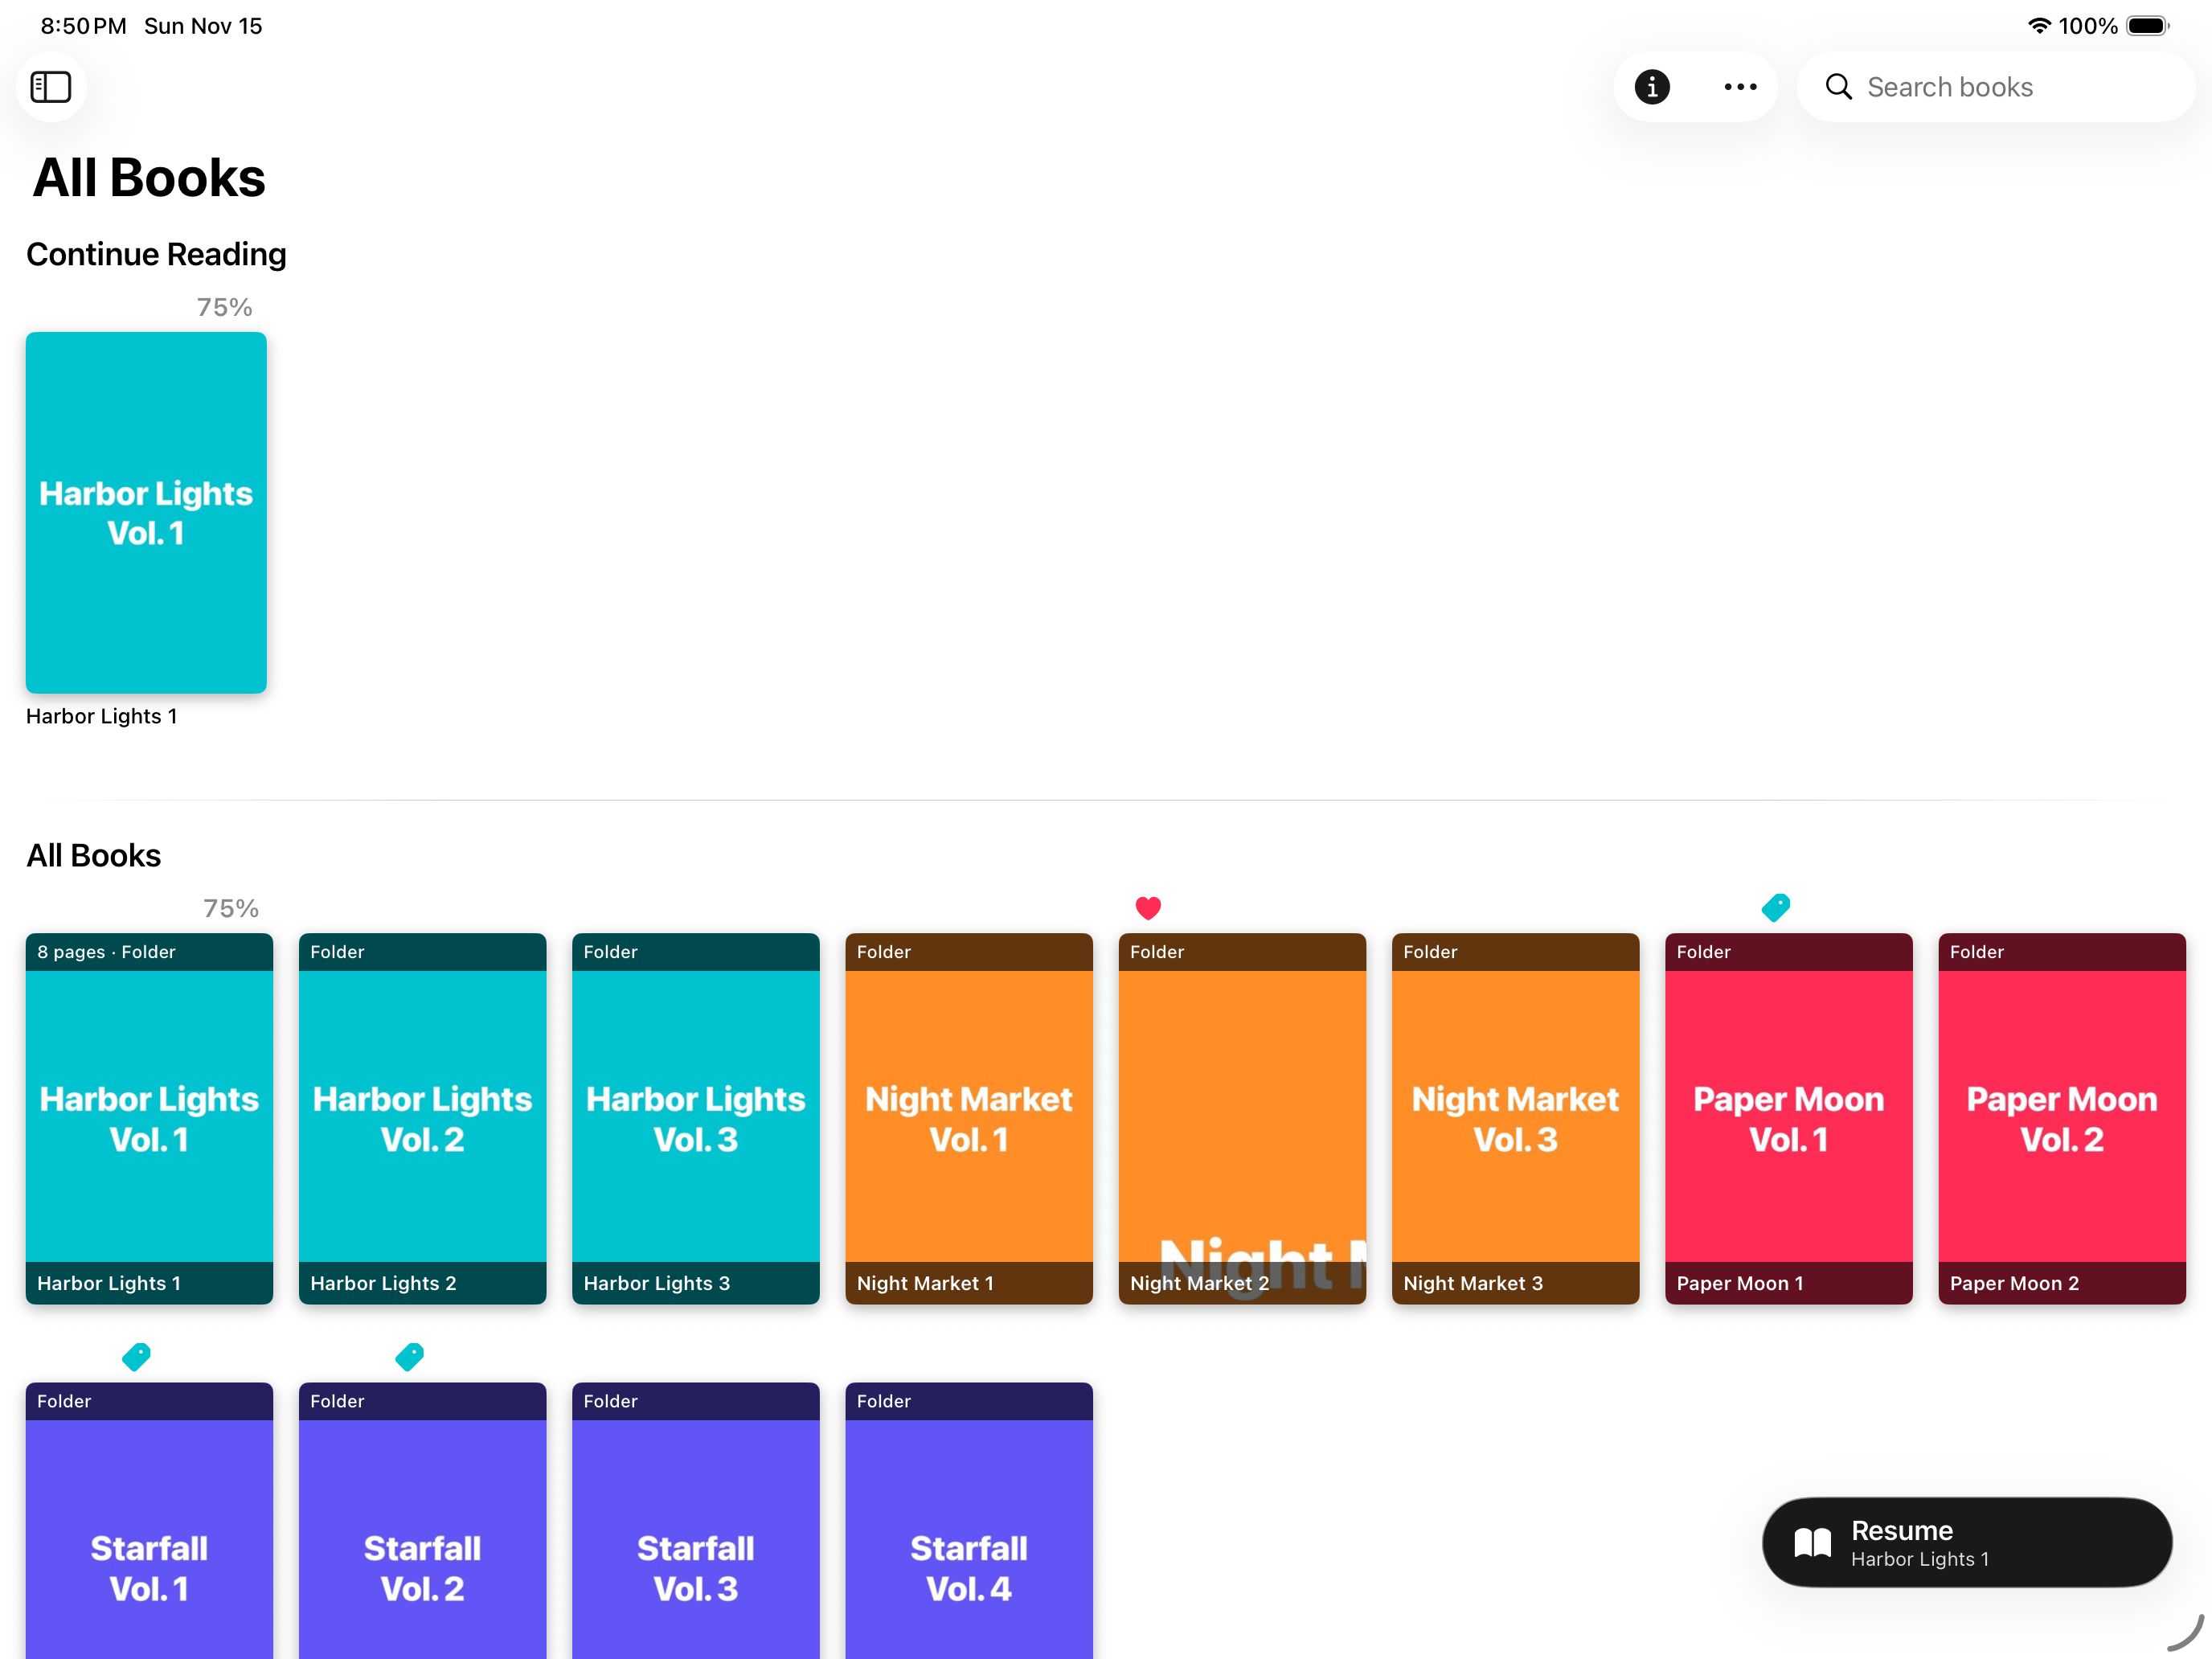 8:50 PM Sun Nov 15
100%
Search books
All Books
Continue Reading
75%
Harbor Lights
Vol. 1
Harbor Lights 1
All Books
75%
8 pages · Folder
Harbor Lights
Vol. 1
Harbor Lights 1
Folder
Harbor Lights
Vol. 2
Harbor Lights 2
Folder
Harbor Lights
Vol. 3
Harbor Lights 3
Folder
Night Market
Vol. 1
Night Market 1
Folder
Night M
Night Market 2
Folder
Night Market
Vol. 3
Night Market 3
Folder
Paper Moon
Vol. 1
Paper Moon 1
Folder
Paper Moon
Vol. 2
Paper Moon 2
Folder
Starfall
Vol. 1
Folder
Starfall
Vol. 2
Folder
Starfall
Vol. 3
Folder
Starfall
Vol. 4
Resume
Harbor Lights 1